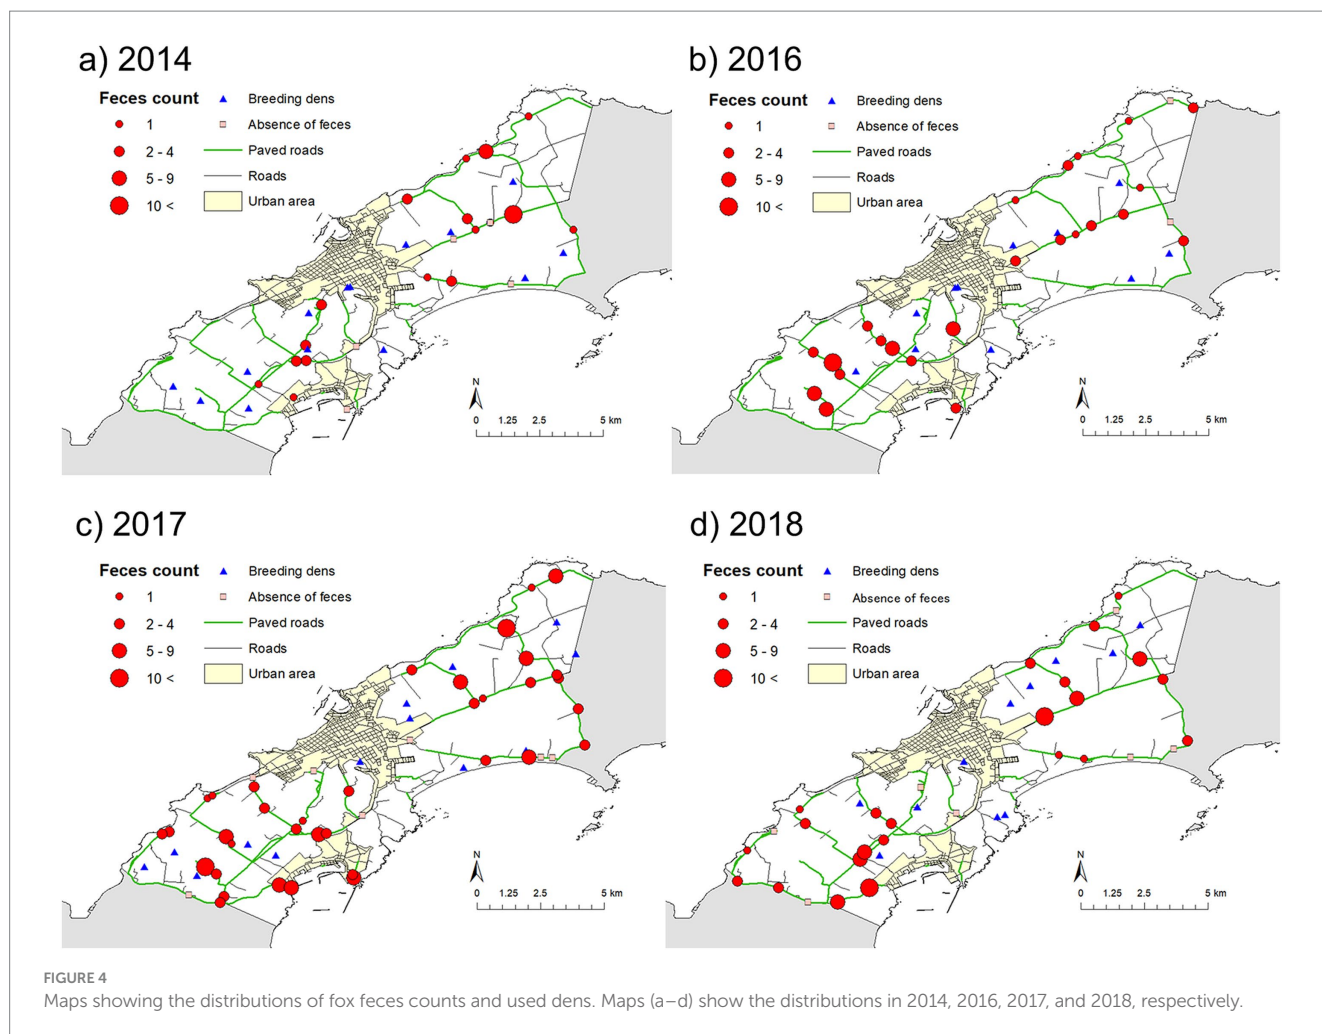 a) 2014
Feces count
1
2 - 4
5 - 9
10 <
Breeding dens
Absence of feces
Paved roads
Roads
Urban area
N
0 1.25 2.5 5 km
b) 2016
Feces count
1
2 - 4
5 - 9
10 <
Breeding dens
Absence of feces
Paved roads
Roads
Urban area
N
0 1.25 2.5 5 km
c) 2017
Feces count
1
2 - 4
5 - 9
10 <
Breeding dens
Absence of feces
Paved roads
Roads
Urban area
N
0 1.25 2.5 5 km
d) 2018
Feces count
1
2 - 4
5 - 9
10 <
Breeding dens
Absence of feces
Paved roads
Roads
Urban area
N
0 1.25 2.5 5 km
FIGURE 4
Maps showing the distributions of fox feces counts and used dens. Maps (a–d) show the distributions in 2014, 2016, 2017, and 2018, respectively.